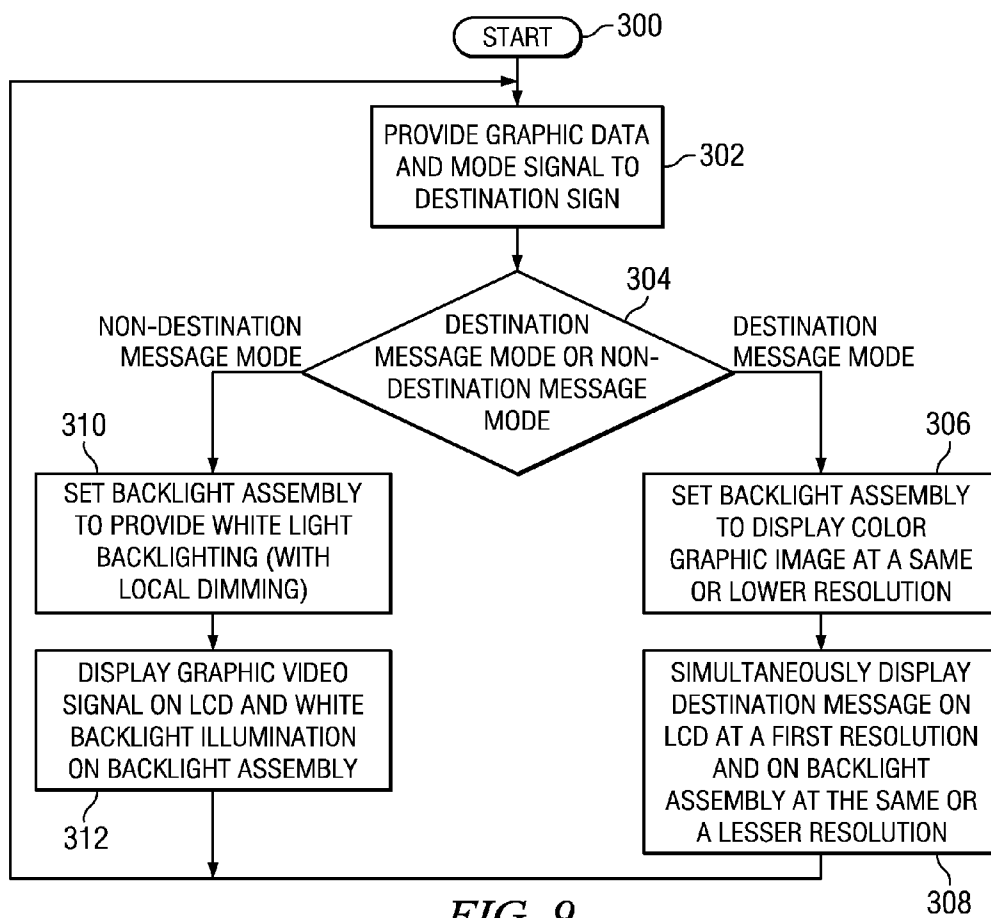 START
300
PROVIDE GRAPHIC DATA
AND MODE SIGNAL TO
DESTINATION SIGN
302
304
NON-DESTINATION
MESSAGE MODE
DESTINATION
MESSAGE MODE OR NON-
DESTINATION MESSAGE
MODE
DESTINATION
MESSAGE MODE
310
SET BACKLIGHT ASSEMBLY
TO PROVIDE WHITE LIGHT
BACKLIGHTING (WITH
LOCAL DIMMING)
306
SET BACKLIGHT ASSEMBLY
TO DISPLAY COLOR
GRAPHIC IMAGE AT A SAME
OR LOWER RESOLUTION
DISPLAY GRAPHIC VIDEO
SIGNAL ON LCD AND WHITE
BACKLIGHT ILLUMINATION
ON BACKLIGHT ASSEMBLY
312
SIMULTANEOUSLY DISPLAY
DESTINATION MESSAGE ON
LCD AT A FIRST RESOLUTION
AND ON BACKLIGHT
ASSEMBLY AT THE SAME OR
A LESSER RESOLUTION
308
FIG. 9